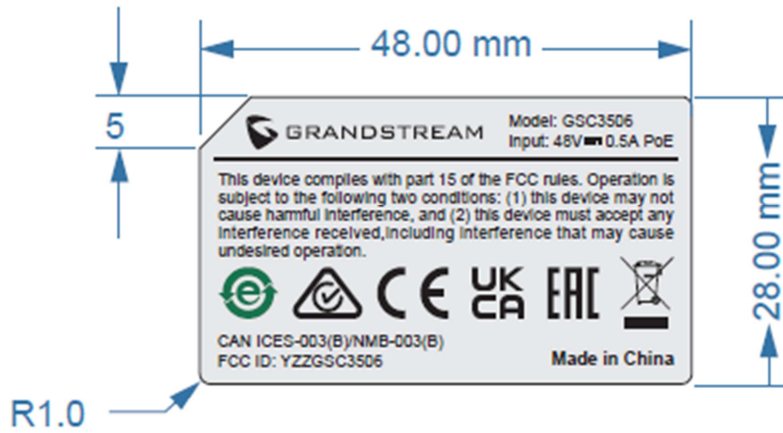 48.00 mm
5
GRANDSTREAM
Model: GSC3506
Input: 48V 0.5A PoE
This device complies with part 15 of the FCC rules. Operation is
subject to the following two conditions: (1) this device may not
cause harmful interference, and (2) this device must accept any
interference received,including interference that may cause
undesired operation.
e
CE
UK
CA
EAC
CAN ICES-003(B)/NMB-003(B)
FCC ID: YZZGSC3506
Made in China
28.00 mm
R1.0